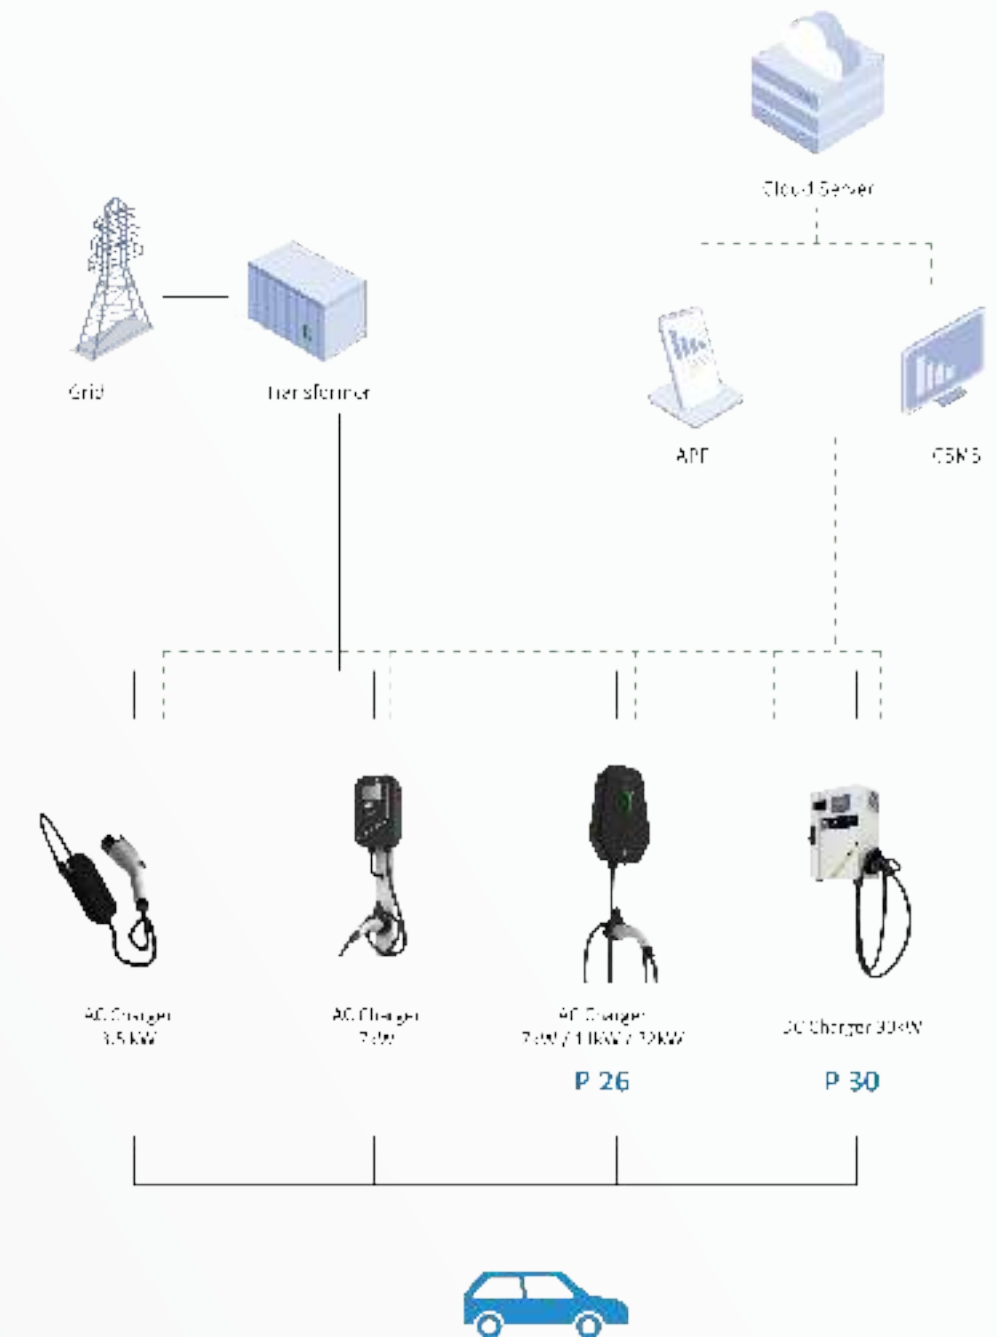 Cloud Server
Grid
Transformer
APP
CSMS
AC Charger
3.5 kW
AC Charger
7kW
AC Charger
7kW / 11kW / 22kW
P 26
DC Charger 30kW
P 30